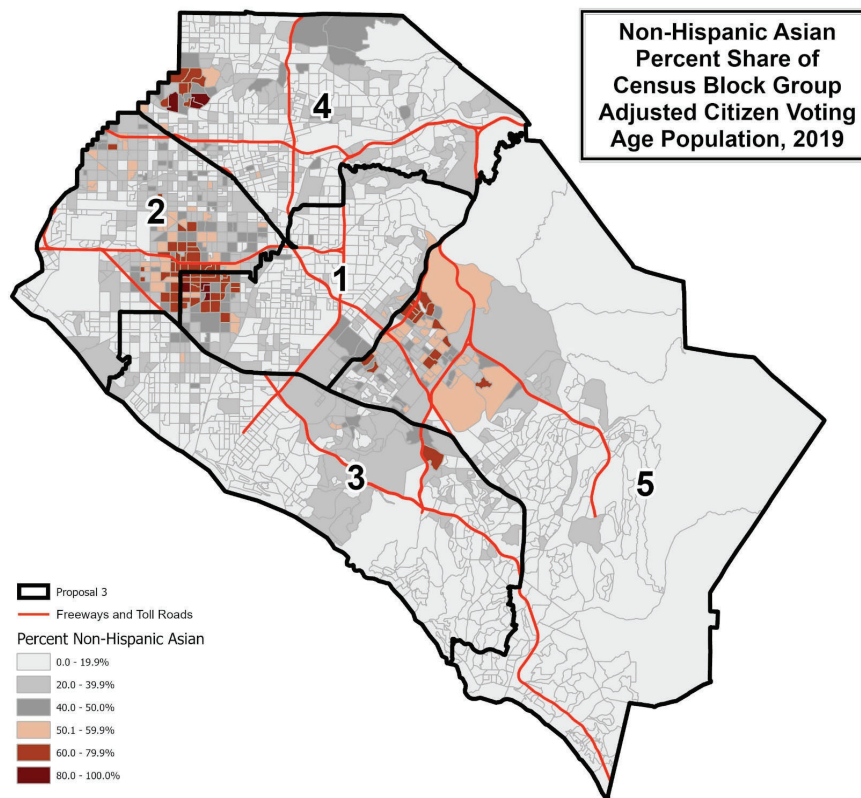 Non-Hispanic Asian
Percent Share of
Census Block Group
Adjusted Citizen Voting
Age Population, 2019
4
2
1
3
5
Proposal 3
Freeways and Toll Roads
Percent Non-Hispanic Asian
0.0 - 19.9%
20.0 - 39.9%
40.0 - 50.0%
50.1 - 59.9%
60.0 - 79.9%
80.0 - 100.0%